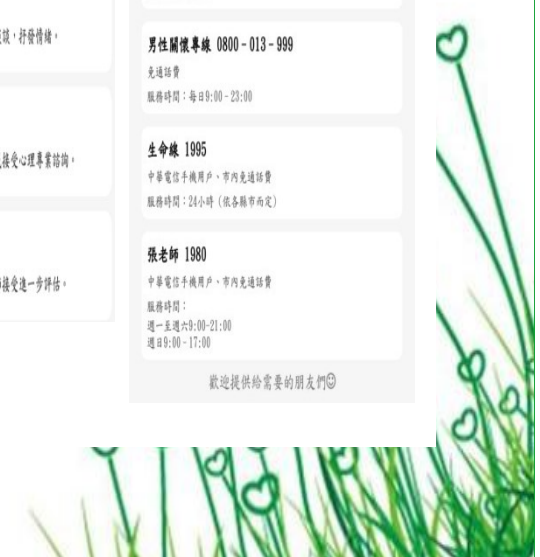 談，抒發情緒。
接受心理專業諮詢。
接受進一步評估。
男性關懷專線 0800-013-999
免通話費
服務時間：每日9:00-23:00
生命線 1995
中華電信手機用戶、市內免通話費
服務時間：24小時（依各縣市而定）
張老師 1980
中華電信手機用戶、市內免通話費
服務時間：
週一至週六9:00-21:00
週日9:00-17:00
歡迎提供給需要的朋友們☺